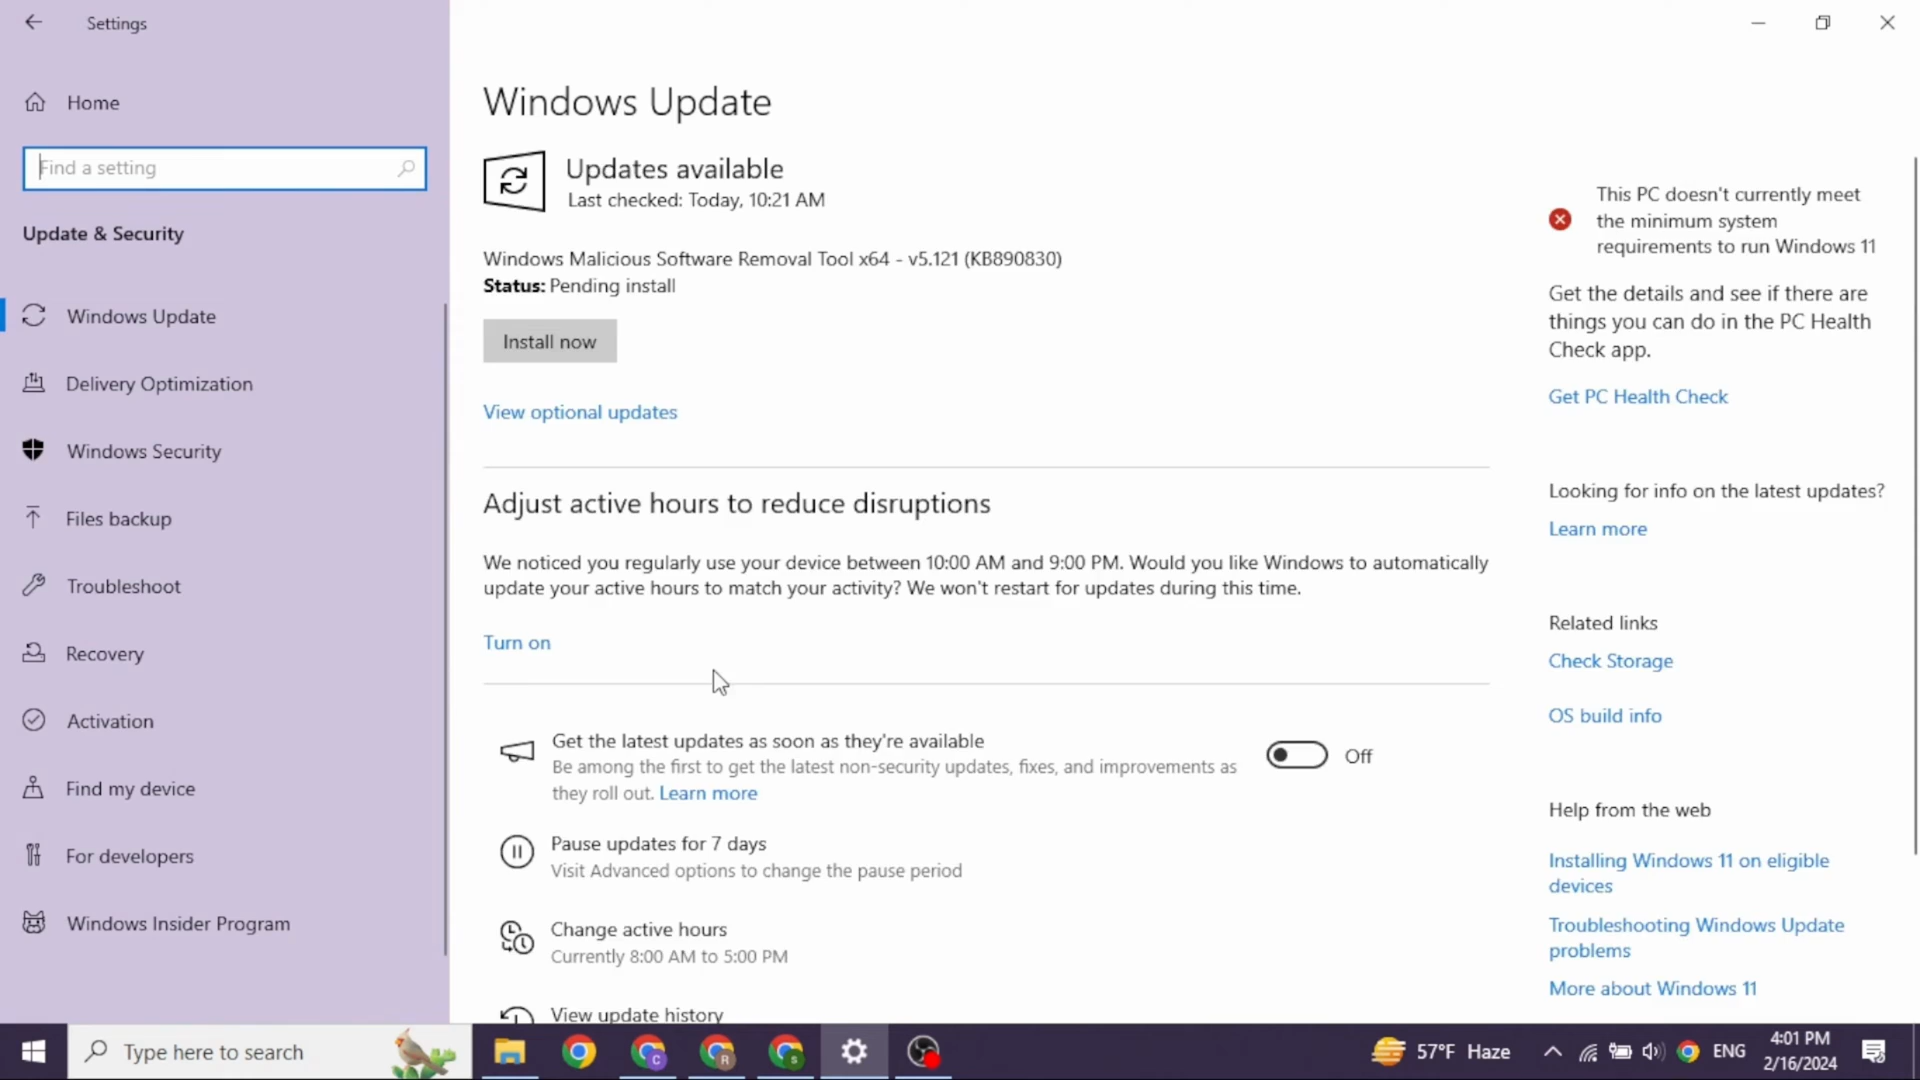 Settings
Home
Find a setting
Update & Security
Windows Update
Delivery Optimization
Windows Security
Files backup
Troubleshoot
Recovery
Activation
Find my device
For developers
Windows Insider Program
Windows Update
Updates available
Last checked: Today, 10:21 AM
Windows Malicious Software Removal Tool x64 - v5.121 (KB890830)
Status: Pending install
Install now
View optional updates
Adjust active hours to reduce disruptions
We noticed you regularly use your device between 10:00 AM and 9:00 PM. Would you like Windows to automatically
update your active hours to match your activity? We won't restart for updates during this time.
Turn on
Get the latest updates as soon as they're available
Be among the first to get the latest non-security updates, fixes, and improvements as
they roll out. Learn more
Off
Pause updates for 7 days
Visit Advanced options to change the pause period
Change active hours
Currently 8:00 AM to 5:00 PM
View update history
This PC doesn't currently meet
the minimum system
requirements to run Windows 11
Get the details and see if there are
things you can do in the PC Health
Check app.
Get PC Health Check
Looking for info on the latest updates?
Learn more
Related links
Check Storage
OS build info
Help from the web
Installing Windows 11 on eligible
devices
Troubleshooting Windows Update
problems
More about Windows 11
Type here to search
C
R
s
57°F Haze
ENG
4:01 PM
2/16/2024